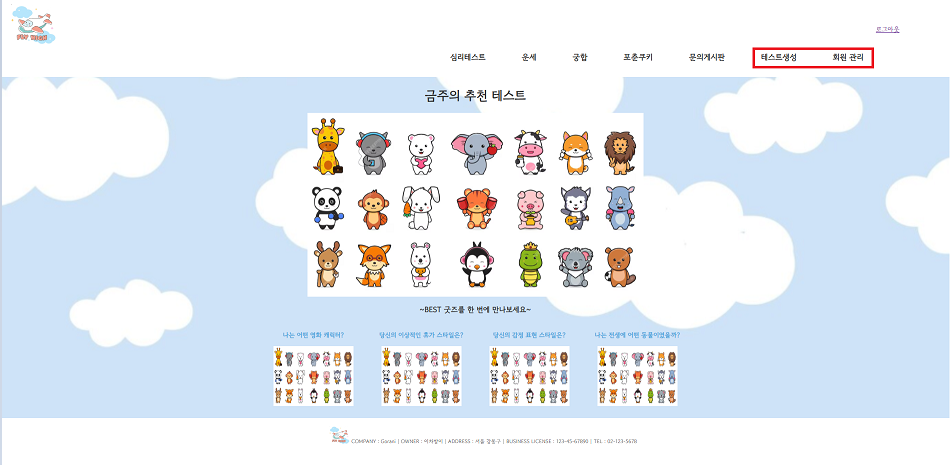 FLY HIGH
로그아웃
심리테스트 운세 궁합 포춘쿠키 문의게시판 테스트생성 회원 관리
금주의 추천 테스트
~BEST 굿즈를 한 번에 만나보세요~
나는 어떤 영화 캐릭터? 당신의 이상적인 휴가 스타일은? 당신의 감정 표현 스타일은? 나는 전생에 어떤 동물이었을까?
COMPANY : Gacani | OWNER : 이차방이 | ADDRESS : 서울 강동구 | BUSINESS LICENSE : 123-45-67890 | TEL : 02-123-5678.